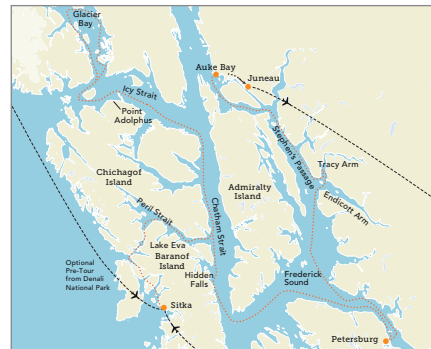 Glacier
Bay
Auke Bay
Juneau
Icy Strait
Point
Adolphus
Stephen's Passage
Tracy Arm
Chichagof
Island
Admiralty
Island
Endicott Arm
Peril Strait
Chatham Strait
Lake Eva
Baranof
Island
Hidden
Falls
Frederick
Sound
Optional
Pre-Tour
from Denali
National Park
Sitka
Petersburg